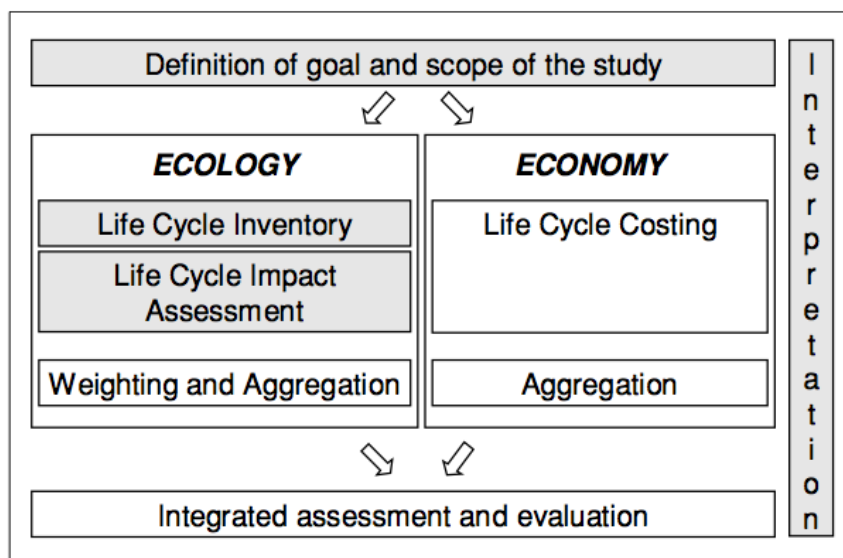 Definition of goal and scope of the study
ECOLOGY
Life Cycle Inventory
Life Cycle Impact
Assessment
Weighting and Aggregation
ECONOMY
Life Cycle Costing
Aggregation
Integrated assessment and evaluation
Interpretation